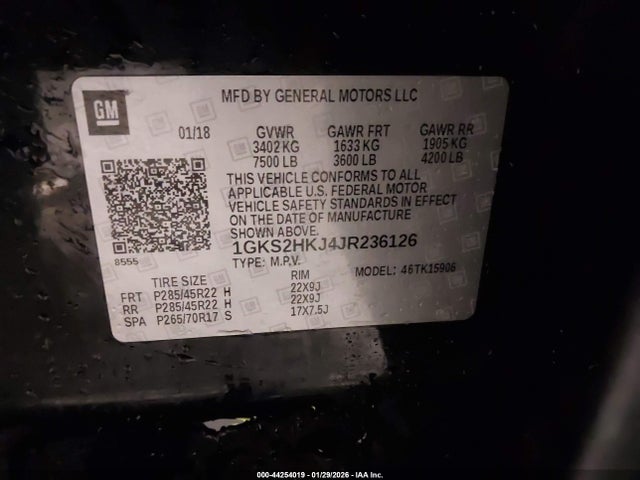 GM
MFD BY GENERAL MOTORS LLC
01/18 GVWR GAWR FRT GAWR RR
3402 KG 1633 KG 1905 KG
7500 LB 3600 LB 4200 LB
THIS VEHICLE CONFORMS TO ALL
APPLICABLE U.S. FEDERAL MOTOR
VEHICLE SAFETY STANDARDS IN EFFECT
ON THE DATE OF MANUFACTURE
SHOWN ABOVE.
1GKS2HKJ4JR236126
8555
TYPE: M.P.V. MODEL: 46TK15906
TIRE SIZE RIM
FRT P285/45R22 H 22X9J
RR P285/45R22 H 22X9J
SPA P265/70R17 S 17X7.5J
000-44254019 - 01/29/2026 - IAA Inc.